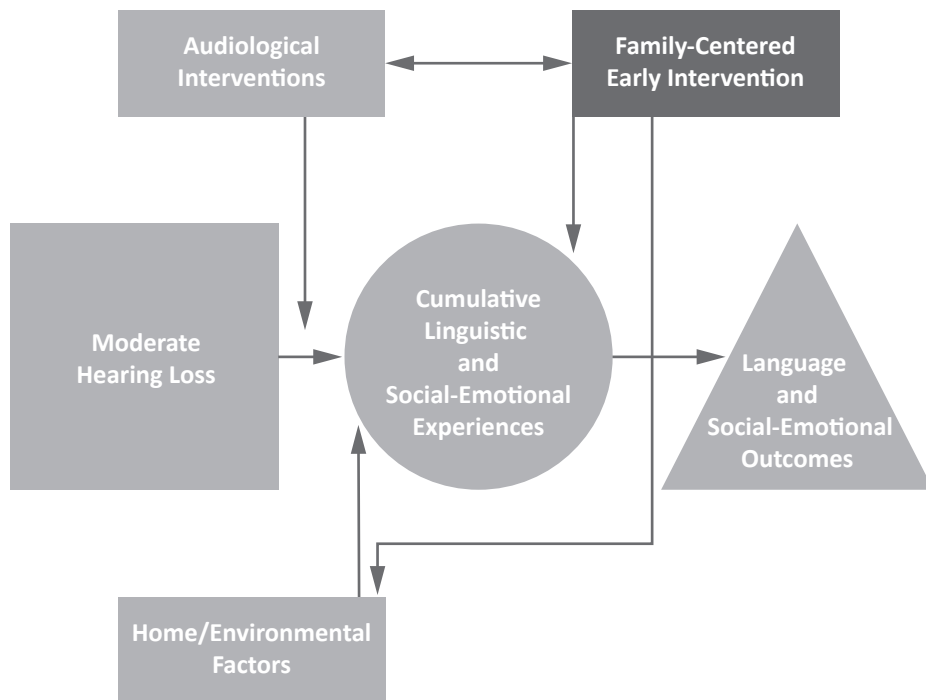 Audiological
Interventions
Family-Centered
Early Intervention
Moderate
Hearing Loss
Cumulative
Linguistic
and
Social-Emotional
Experiences
Language
and
Social-Emotional
Outcomes
Home/Environmental
Factors